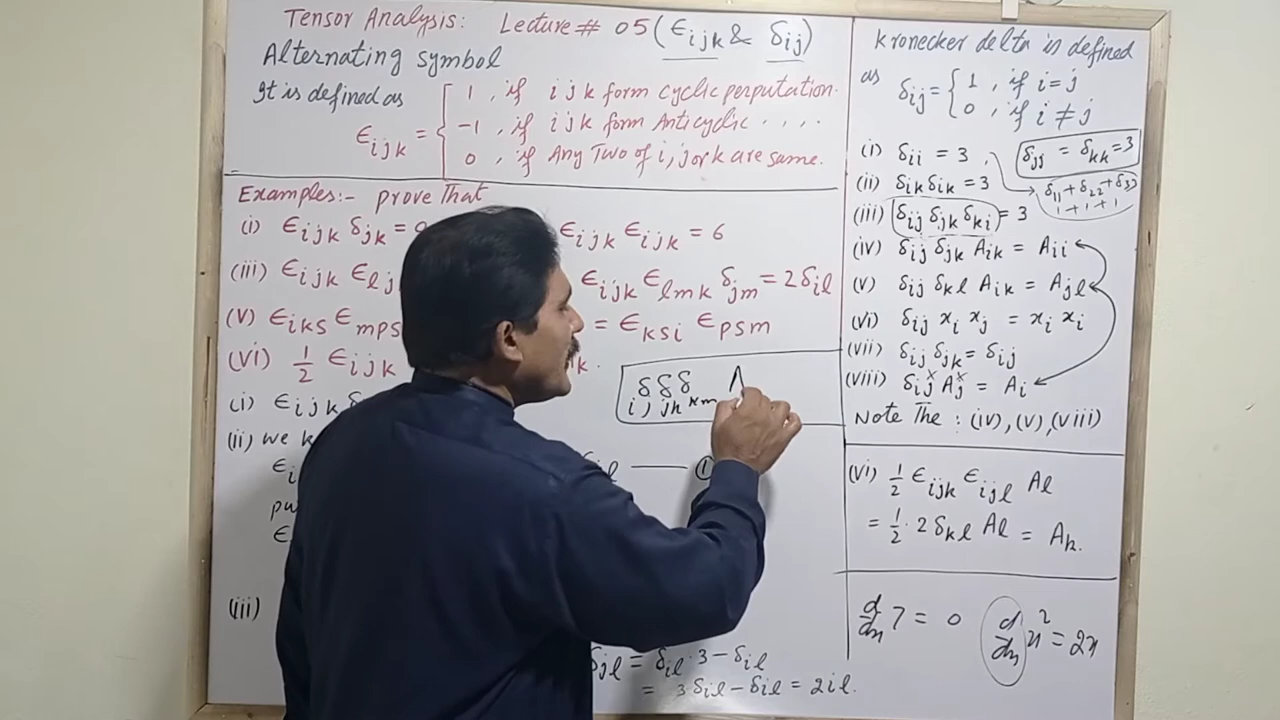 Tensor Analysis: Lecture# 05 (ϵijk & δij)
Alternating symbol
It is defined as
ϵijk = { 1 , if ijk form cyclic perputation.
-1 , if ijk form Anticyclic . . . .
0 , if Any Two of i, j or k are same.
Examples:- prove That
(i) ϵijk δjk = ϵijk ϵijk = 6
(iii) ϵijk ϵlj ϵijk ϵlmk δjm = 2δil
(v) ϵiks ϵmps = ϵksi ϵpsm
(vi) 1/2 ϵijk k.
δij δjk δkm A
(i) ϵijk δ
(ii) we k
δil —— ①
ϵi
pu
ϵ
(iii)
δjl = δil · 3 − δil
= 3δil − δil = 2il.
Kronecker delta is defined
as δij = { 1 , if i = j
0 , if i ≠ j
(i) δii = 3 , δjj = δkk = 3
(ii) δik δik = 3 δ11 + δ22 + δ33
1 + 1 + 1
(iii) δij δjk δki = 3
(iv) δij δjk Aik = Aii
(v) δij δkl Aik = Ajl
(vi) δij xi xj = xi xi
(vii) δij δjk = δij
(viii) δij Aj = Ai
Note The : (iv), (v), (viii)
(vi) 1/2 ϵijk ϵijl Al
= 1/2 · 2 δkl Al = Ak.
d/dx 7 = 0 d/dx x² = 2x